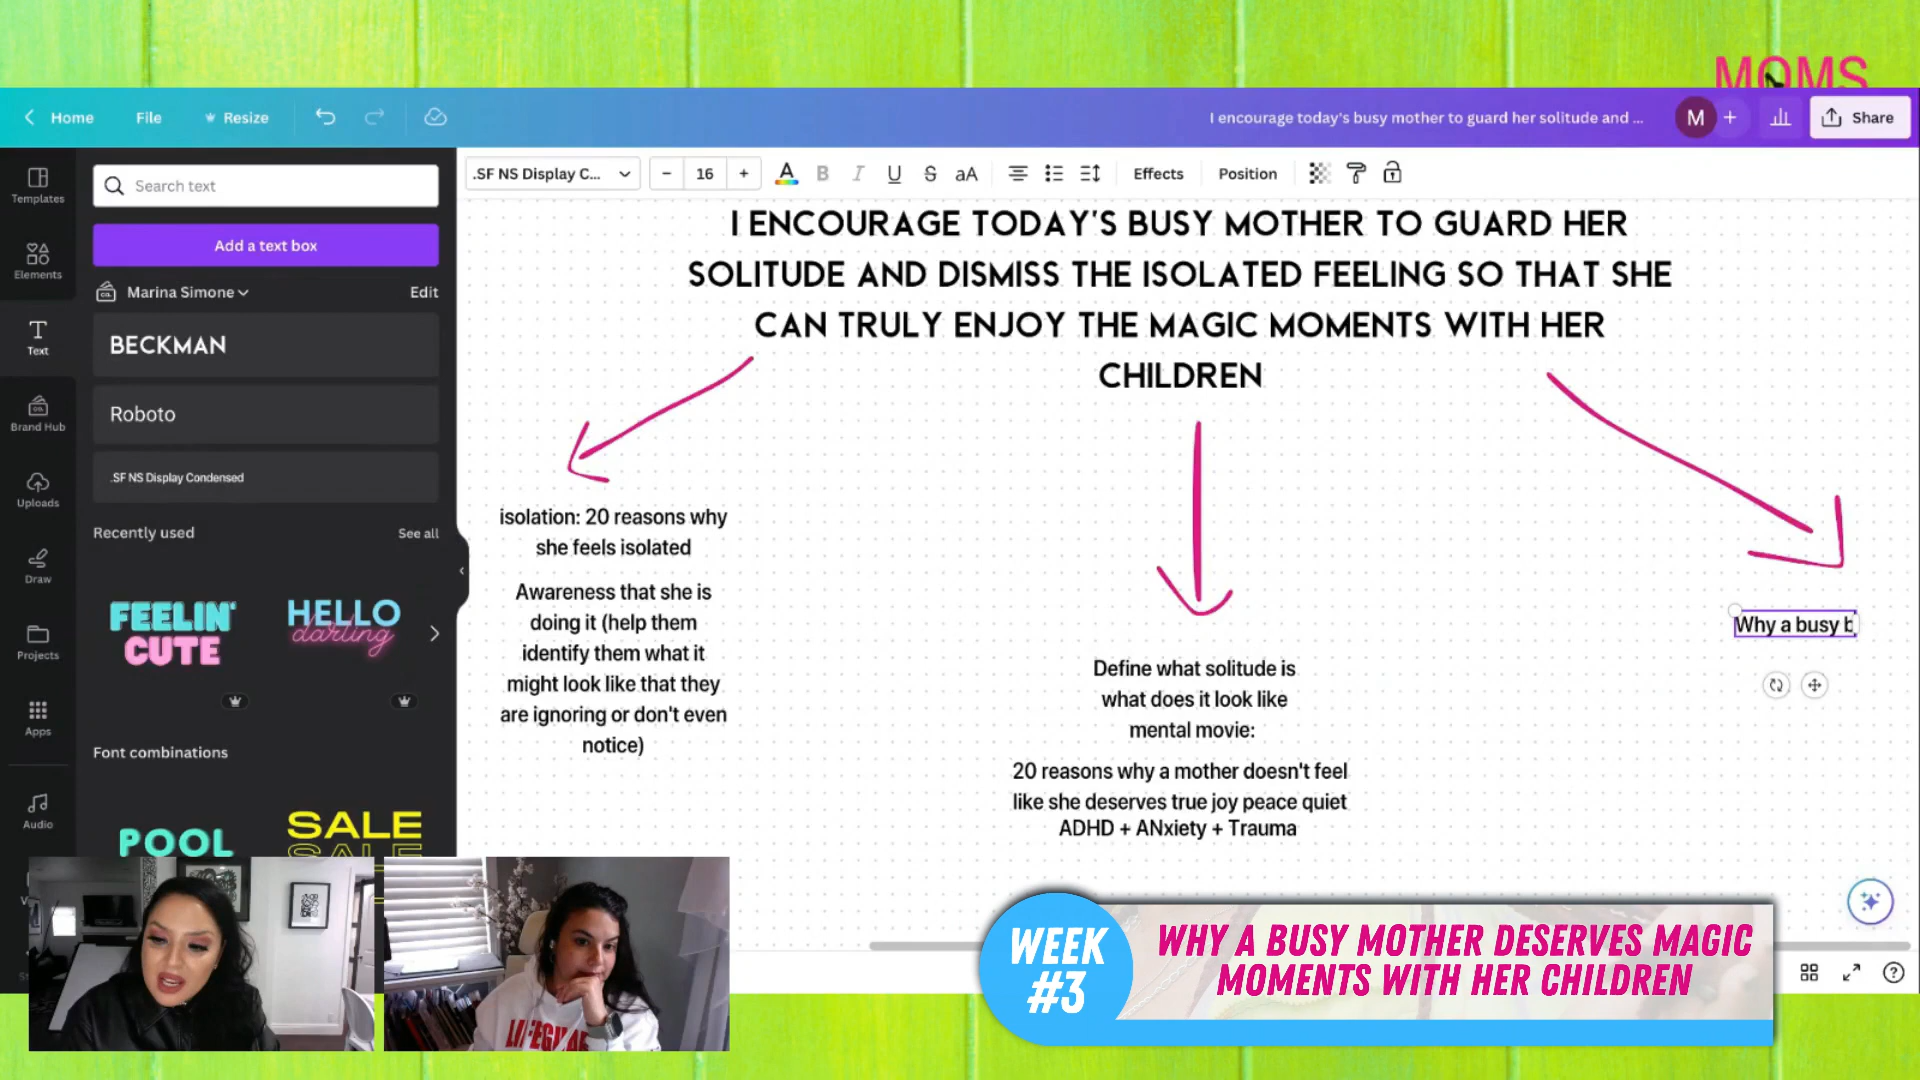 MOMS
Home File Resize I encourage today's busy mother to guard her solitude and ... M + Share
Templates
Elements
Text
Brand Hub
Uploads
Draw
Projects
Apps
Audio
Search text
Add a text box
Marina Simone Edit
BECKMAN
Roboto
.SF NS Display Condensed
Recently used See all
FEELIN'
CUTE
HELLO
darling
Font combinations
POOL
SALE
SALE
.SF NS Display C... − 16 + A B I U S aA Effects Position
I ENCOURAGE TODAY'S BUSY MOTHER TO GUARD HER
SOLITUDE AND DISMISS THE ISOLATED FEELING SO THAT SHE
CAN TRULY ENJOY THE MAGIC MOMENTS WITH HER
CHILDREN
isolation: 20 reasons why
she feels isolated
Awareness that she is
doing it (help them
identify them what it
might look like that they
are ignoring or don't even
notice)
Define what solitude is
what does it look like
mental movie:
20 reasons why a mother doesn't feel
like she deserves true joy peace quiet
ADHD + ANxiety + Trauma
Why a busy b
WEEK
#3
WHY A BUSY MOTHER DESERVES MAGIC
MOMENTS WITH HER CHILDREN